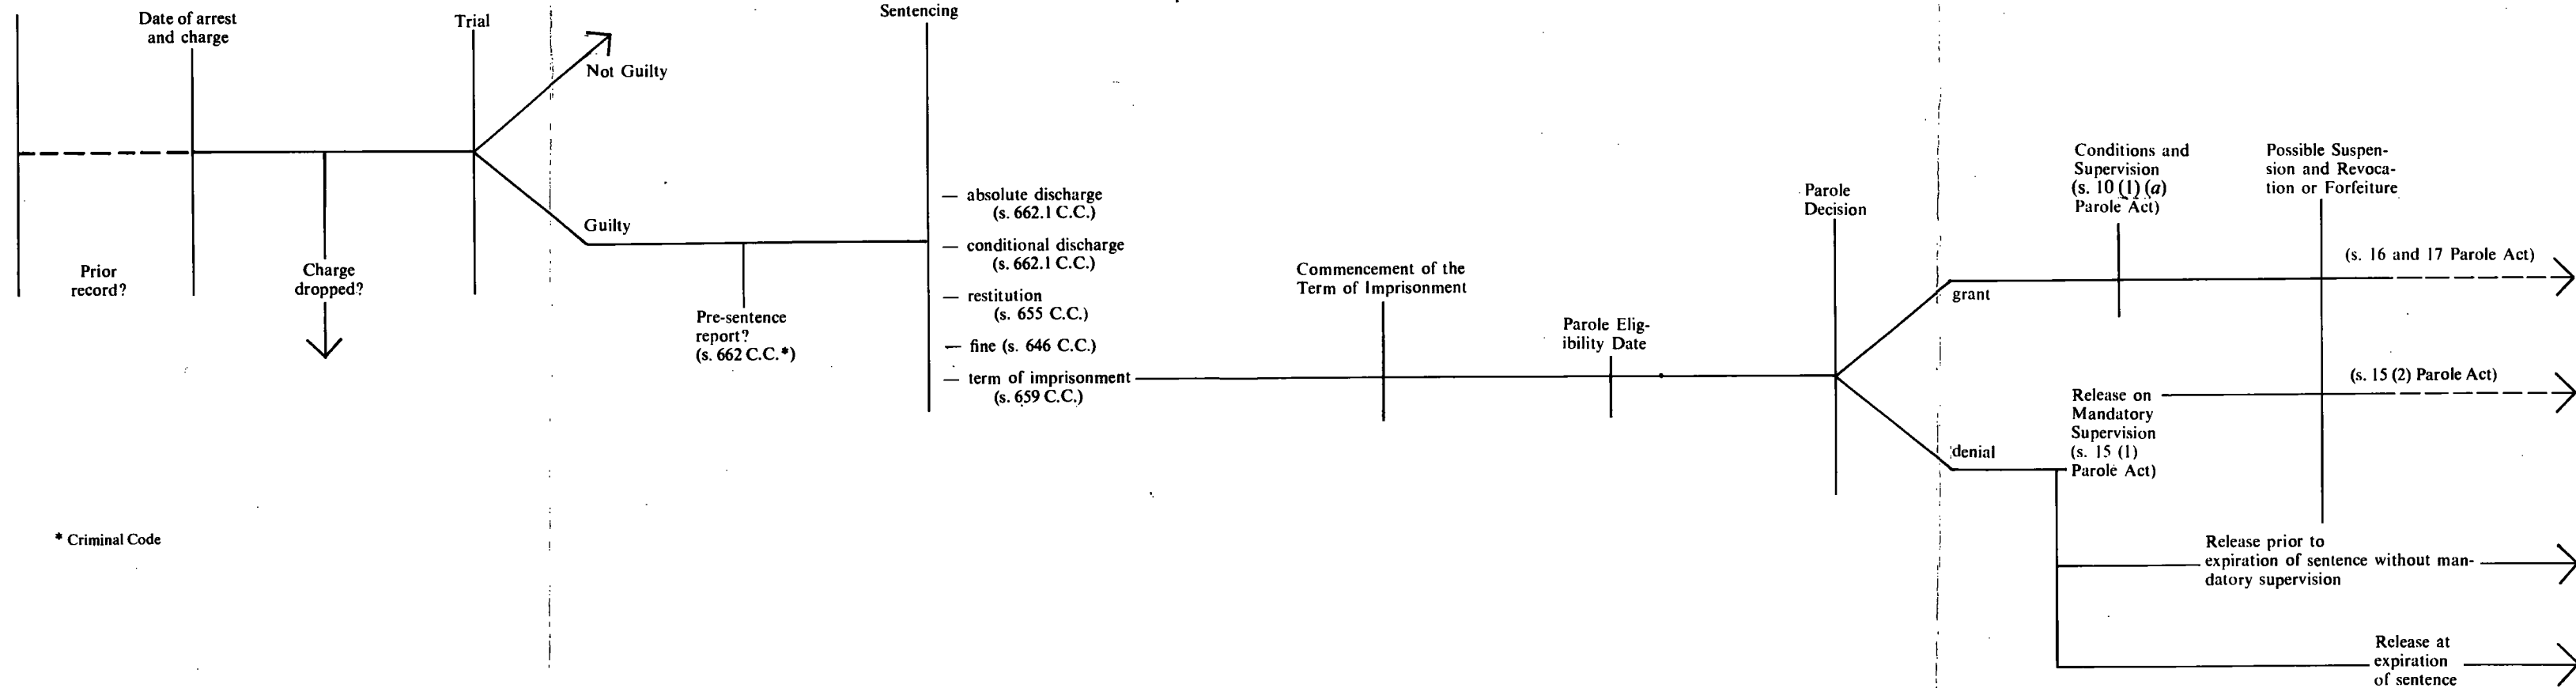 Date of arrest
and charge
Trial
Sentencing
Not Guilty
Guilty
Prior
record?
Charge
dropped?
Pre-sentence
report?
(s. 662 C.C.*)
— absolute discharge
(s. 662.1 C.C.)
— conditional discharge
(s. 662.1 C.C.)
— restitution
(s. 655 C.C.)
— fine (s. 646 C.C.)
— term of imprisonment
(s. 659 C.C.)
Commencement of the
Term of Imprisonment
Parole Elig-
ibility Date
Parole
Decision
grant
denial
Conditions and
Supervision
(s. 10 (1) (a)
Parole Act)
Possible Suspen-
sion and Revoca-
tion or Forfeiture
(s. 16 and 17 Parole Act)
(s. 15 (2) Parole Act)
Release on
Mandatory
Supervision
(s. 15 (1)
Parole Act)
Release prior to
expiration of sentence without man-
datory supervision
Release at
expiration
of sentence
* Criminal Code